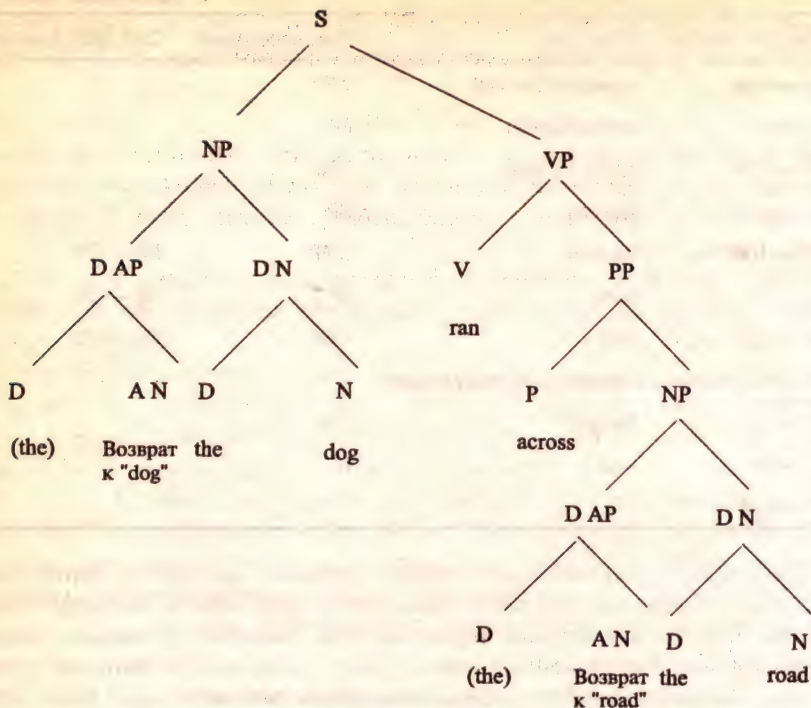 S
NP VP
D AP D N V PP
ran
D A N D N P NP
(the) Возврат the dog across
к "dog"
D AP D N
D A N D N
(the) Возврат the road
к "road"